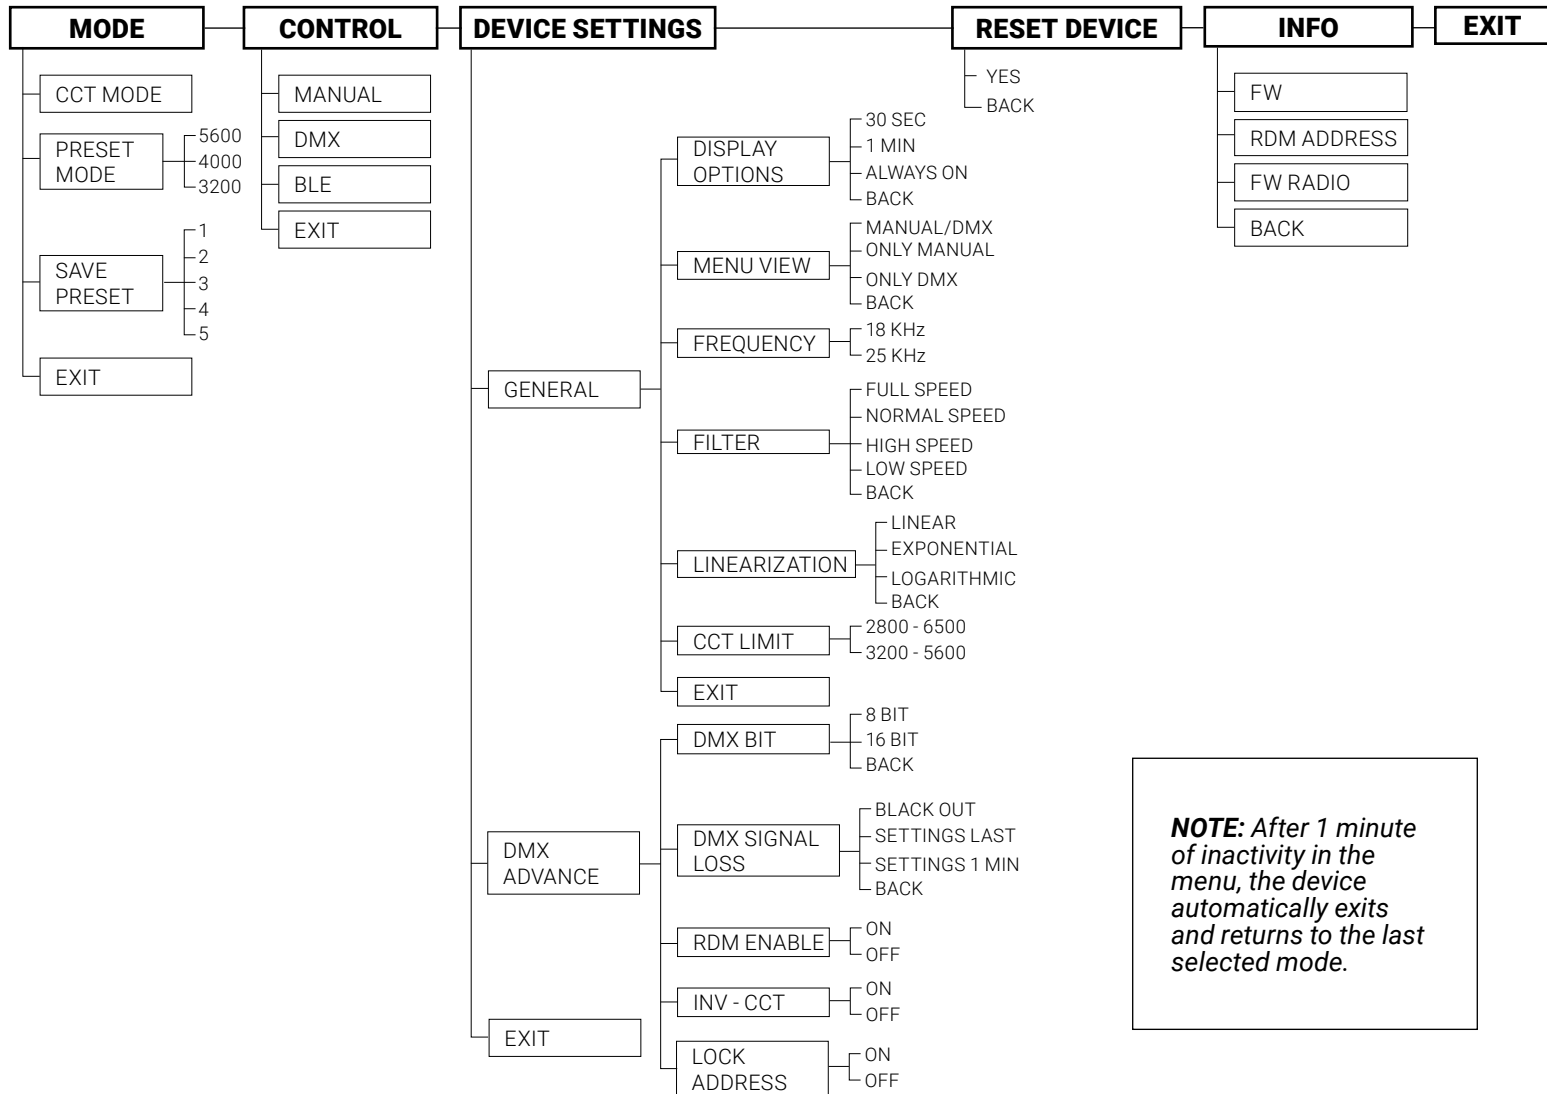 MODE
CONTROL
DEVICE SETTINGS
RESET DEVICE
INFO
EXIT
CCT MODE
PRESET
MODE
5600
4000
3200
SAVE
PRESET
1
2
3
4
5
EXIT
MANUAL
DMX
BLE
EXIT
GENERAL
DISPLAY
OPTIONS
30 SEC
1 MIN
ALWAYS ON
BACK
MENU VIEW
MANUAL/DMX
ONLY MANUAL
ONLY DMX
BACK
FREQUENCY
18 KHz
25 KHz
FILTER
FULL SPEED
NORMAL SPEED
HIGH SPEED
LOW SPEED
BACK
LINEARIZATION
LINEAR
EXPONENTIAL
LOGARITHMIC
BACK
CCT LIMIT
2800 - 6500
3200 - 5600
EXIT
DMX
ADVANCE
DMX BIT
8 BIT
16 BIT
BACK
DMX SIGNAL
LOSS
BLACK OUT
SETTINGS LAST
SETTINGS 1 MIN
BACK
RDM ENABLE
ON
OFF
INV - CCT
ON
OFF
LOCK
ADDRESS
ON
OFF
EXIT
YES
BACK
FW
RDM ADDRESS
FW RADIO
BACK
NOTE: After 1 minute
of inactivity in the
menu, the device
automatically exits
and returns to the last
selected mode.